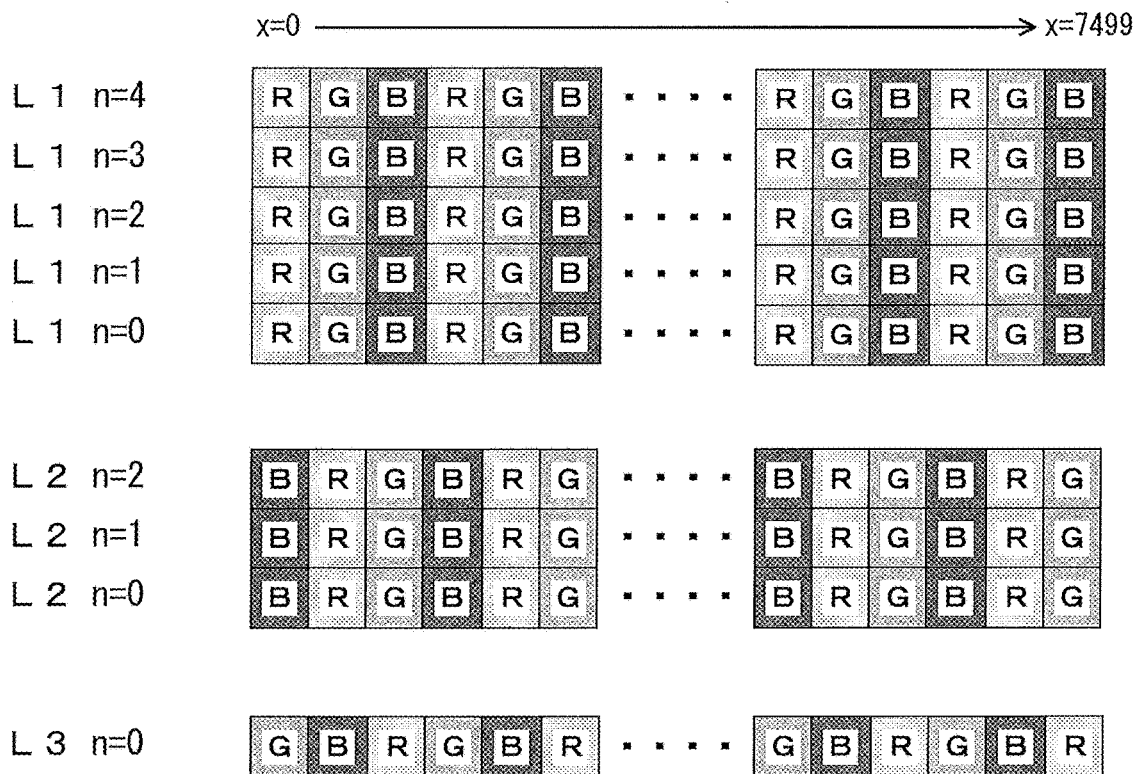 x=0 x=7499
L 1 n=4 R G B R G B ···· R G B R G B
L 1 n=3 R G B R G B ···· R G B R G B
L 1 n=2 R G B R G B ···· R G B R G B
L 1 n=1 R G B R G B ···· R G B R G B
L 1 n=0 R G B R G B ···· R G B R G B
L 2 n=2 B R G B R G ···· B R G B R G
L 2 n=1 B R G B R G ···· B R G B R G
L 2 n=0 B R G B R G ···· B R G B R G
L 3 n=0 G B R G B R ···· G B R G B R